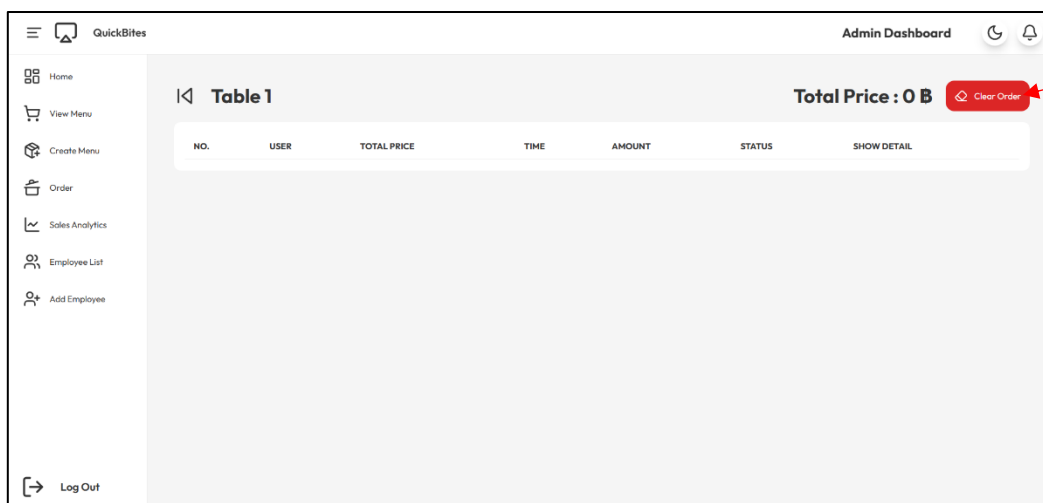 QuickBites
Admin Dashboard
Home
View Menu
Create Menu
Order
Sales Analytics
Employee List
Add Employee
Log Out
Table 1
Total Price : 0 ฿
Clear Order
NO. USER TOTAL PRICE TIME AMOUNT STATUS SHOW DETAIL